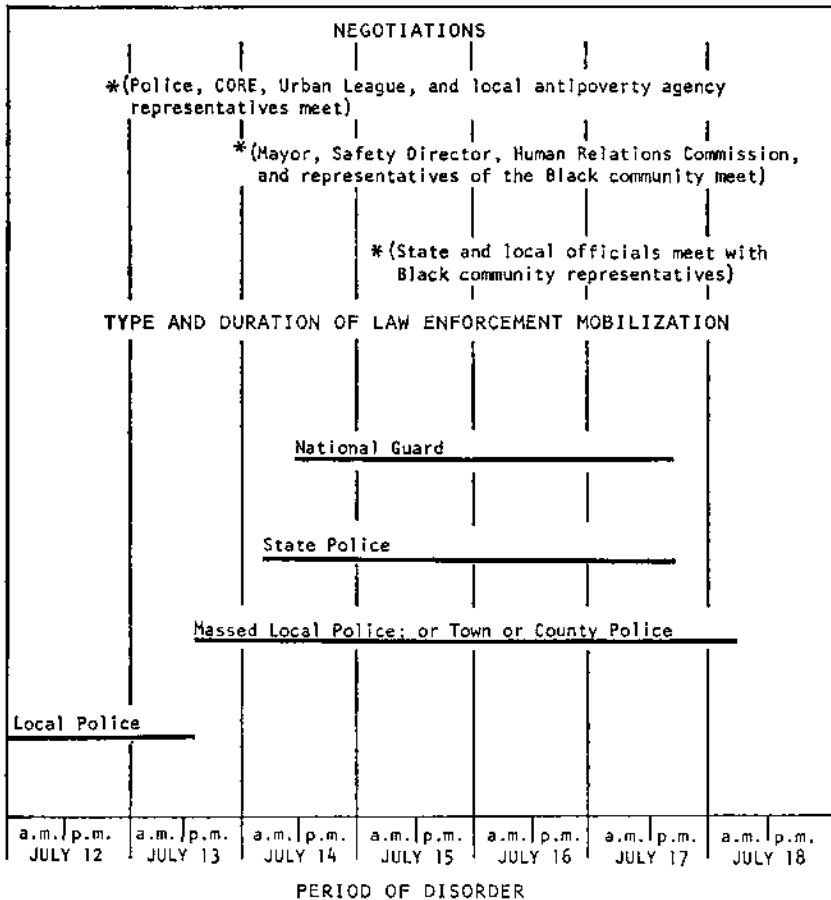 NEGOTIATIONS
*(Police, CORE, Urban League, and local antipoverty agency
representatives meet)
*(Mayor, Safety Director, Human Relations Commission,
and representatives of the Black community meet)
*(State and local officials meet with
Black community representatives)
TYPE AND DURATION OF LAW ENFORCEMENT MOBILIZATION
National Guard
State Police
Massed Local Police; or Town or County Police
Local Police
a.m. p.m. a.m. p.m. a.m. p.m. a.m. p.m. a.m. p.m. a.m. p.m. a.m. p.m.
JULY 12 JULY 13 JULY 14 JULY 15 JULY 16 JULY 17 JULY 18
PERIOD OF DISORDER